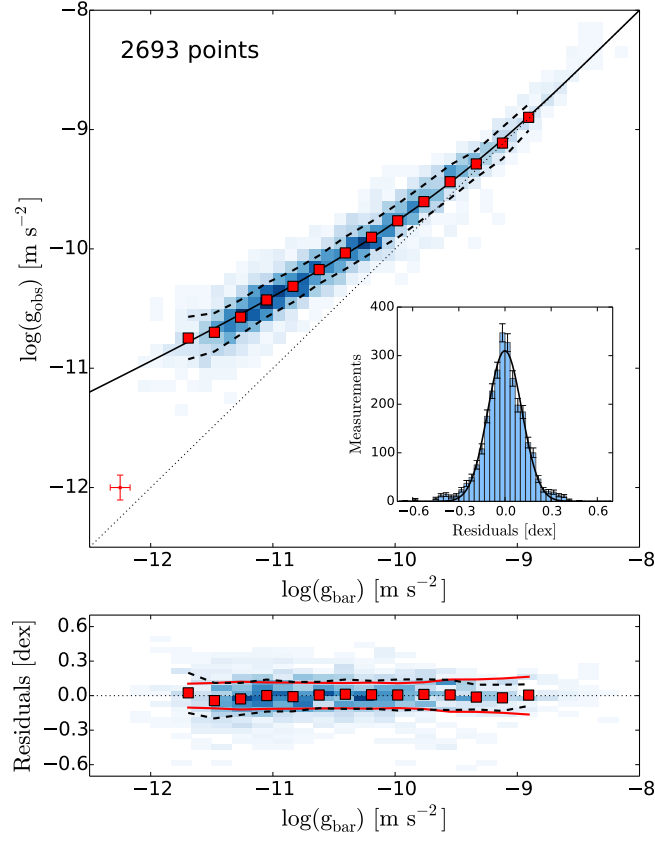 2693 points
−8
−9
−10
−11
−12
log(g_obs) [m s⁻²]
−12 −11 −10 −9 −8
log(g_bar) [m s⁻²]
400
300
200
100
0
Measurements
−0.6 −0.3 0.0 0.3 0.6
Residuals [dex]
0.6
0.3
0.0
−0.3
−0.6
Residuals [dex]
−12 −11 −10 −9 −8
log(g_bar) [m s⁻²]